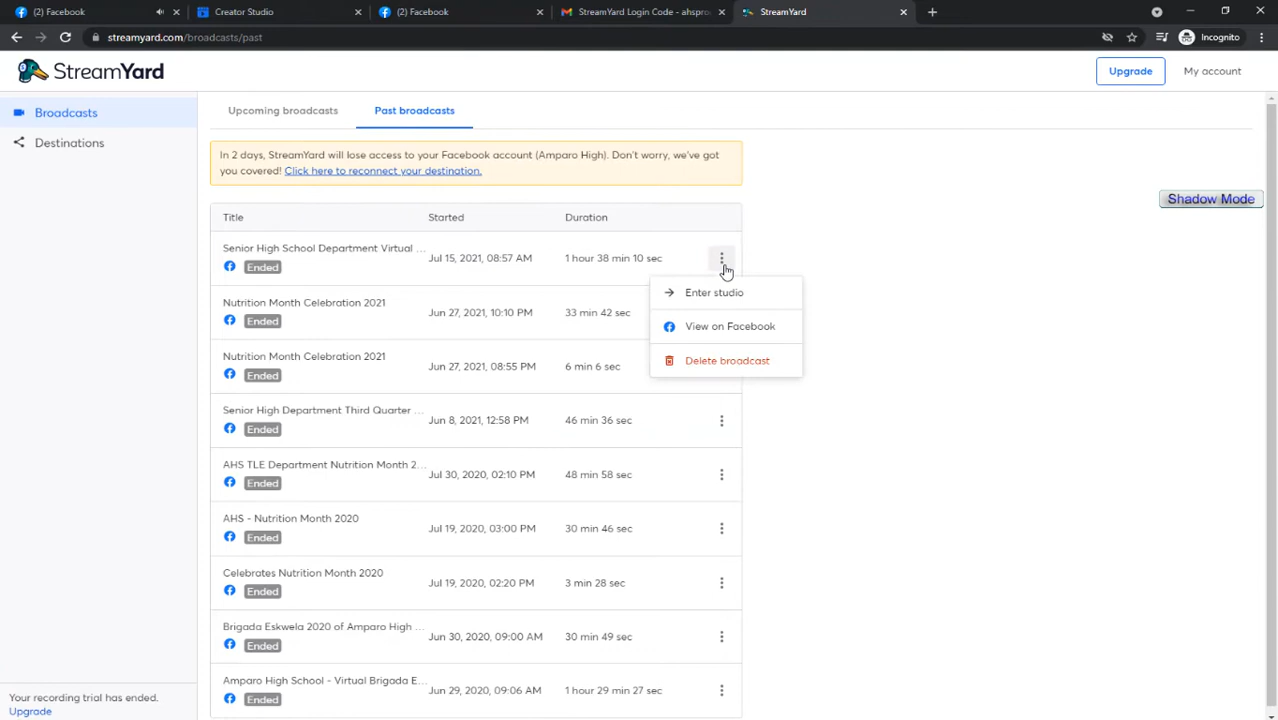 (2) Facebook
Creator Studio
(2) Facebook
StreamYard Login Code - ahsproc
StreamYard
streamyard.com/broadcasts/past
Incognito
StreamYard
Upgrade
My account
Broadcasts
Destinations
Upcoming broadcasts
Past broadcasts
In 2 days, StreamYard will lose access to your Facebook account (Amparo High). Don't worry, we've got
you covered! Click here to reconnect your destination.
Shadow Mode
Title Started Duration
Senior High School Department Virtual ...
Ended
Jul 15, 2021, 08:57 AM
1 hour 38 min 10 sec
Enter studio
View on Facebook
Delete broadcast
Nutrition Month Celebration 2021
Ended
Jun 27, 2021, 10:10 PM
33 min 42 sec
Nutrition Month Celebration 2021
Ended
Jun 27, 2021, 08:55 PM
6 min 6 sec
Senior High Department Third Quarter ...
Ended
Jun 8, 2021, 12:58 PM
46 min 36 sec
AHS TLE Department Nutrition Month 2...
Ended
Jul 30, 2020, 02:10 PM
48 min 58 sec
AHS - Nutrition Month 2020
Ended
Jul 19, 2020, 03:00 PM
30 min 46 sec
Celebrates Nutrition Month 2020
Ended
Jul 19, 2020, 02:20 PM
3 min 28 sec
Brigada Eskwela 2020 of Amparo High ...
Ended
Jun 30, 2020, 09:00 AM
30 min 49 sec
Amparo High School - Virtual Brigada E...
Ended
Jun 29, 2020, 09:06 AM
1 hour 29 min 27 sec
Your recording trial has ended.
Upgrade